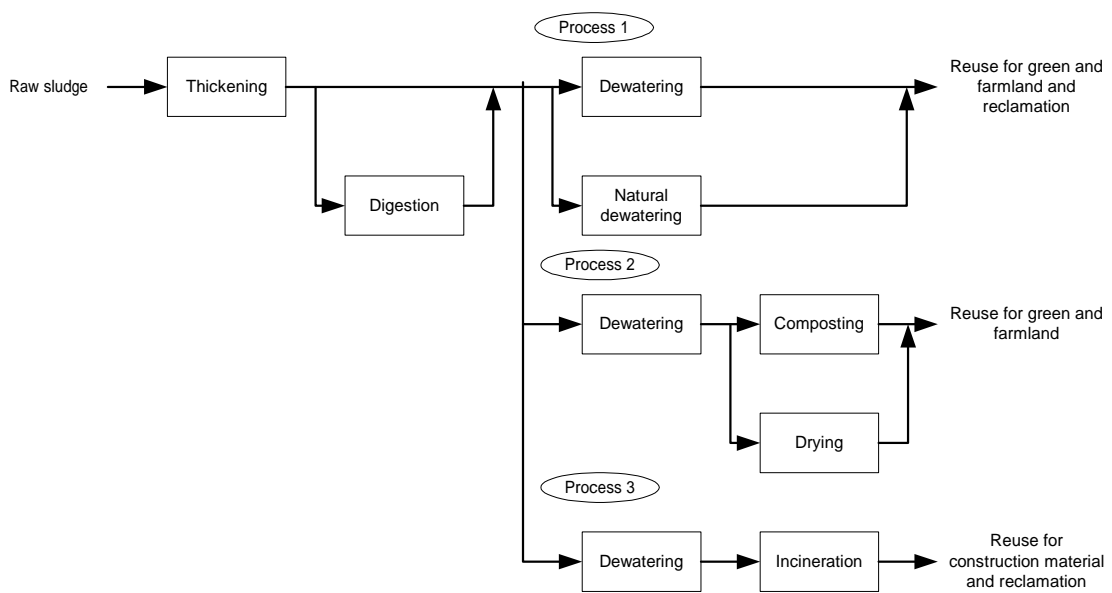 Process 1
Raw sludge
Thickening
Dewatering
Reuse for green and
farmland and
reclamation
Digestion
Natural
dewatering
Process 2
Dewatering
Composting
Reuse for green and
farmland
Drying
Process 3
Dewatering
Incineration
Reuse for
construction material
and reclamation